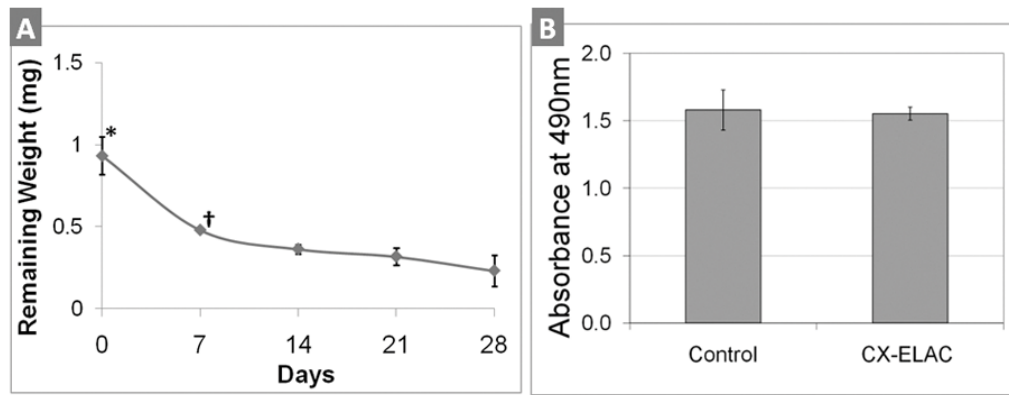 A
Remaining Weight (mg)
1.5
1
0.5
0
*
†
0 7 14 21 28
Days
B
Absorbance at 490nm
2.0
1.5
1.0
0.5
0.0
Control CX-ELAC